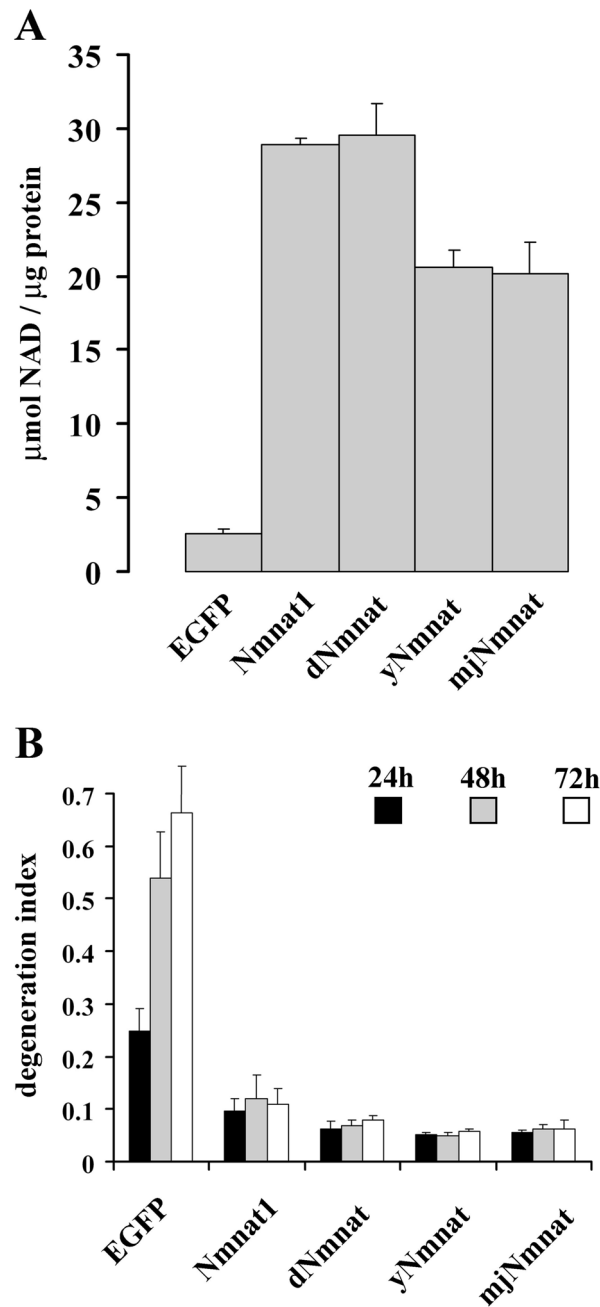 A
35
30
25
20
15
10
5
0
μmol NAD / μg protein
EGFP
Nmnat1
dNmnat
yNmnat
mjNmnat
B
24h 48h 72h
0.7
0.6
0.5
0.4
0.3
0.2
0.1
0
degeneration index
EGFP
Nmnat1
dNmnat
yNmnat
mjNmnat